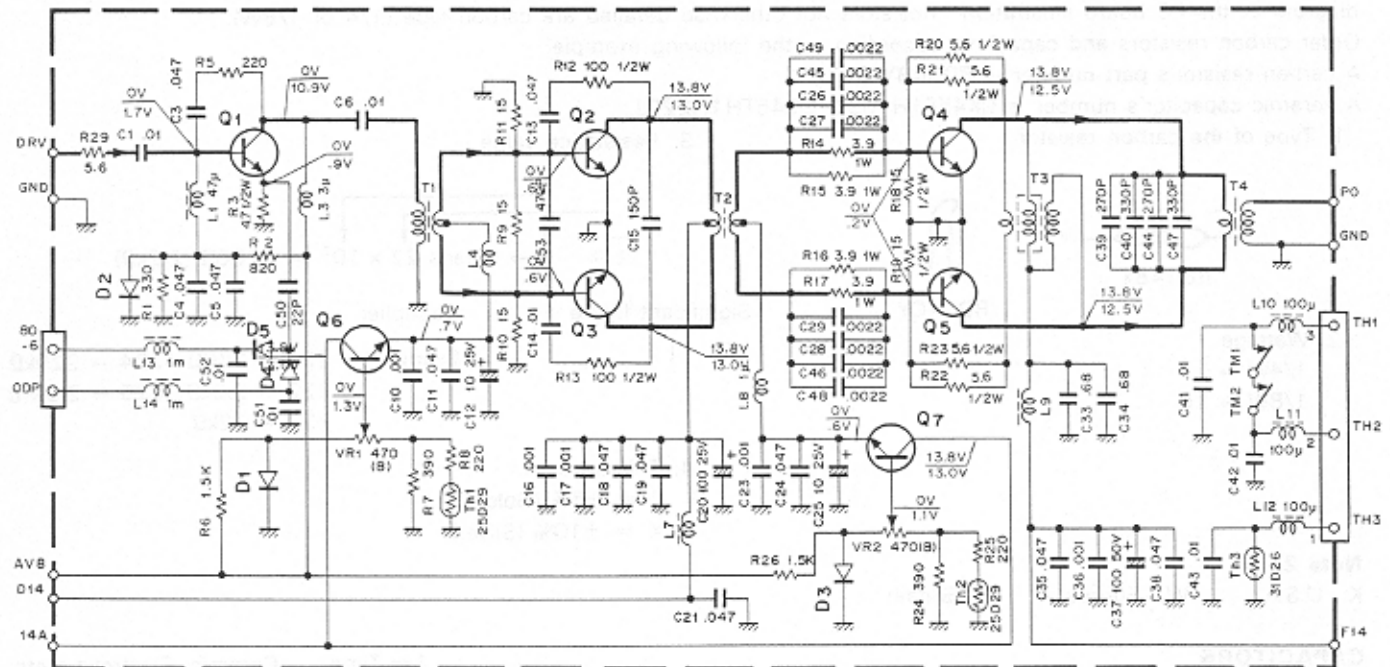 C49 .0022
R20 5.6 1/2W
R5 220
R12 100 1/2W
C45 .0022
R21 5.6
1/2W
13.8V
12.5V
C3 .047
0V
10.9V
13.8V
13.0V
C26 .0022
0V
1.7V
C6 .01
R11 15
C13 .047
C27 .0022
Q1
Q2
Q4
DRV
R29
5.6
C1 .01
R14 3.9
1W
0V
.9V
R15 3.9 1W
R18 15
1/2W
GND
L1 47μ
R3
47 1/2W
L3 3μ
T1
R9 15
C53
C15 150P
T2
0V
.2V
T3
C39 270P
C40 330P
C44 270P
C47 330P
T4
PO
GND
D2
R1 330
C4 .047
C5 .047
R2
820
C50
22P
L4
.6V
Q3
R16 3.9 1W
R17 3.9
1W
R19 15
1/2W
13.8V
12.5V
L10 100μ
TH1
3
80
-6
L13 1m
D5
Q6
0V
.7V
R10 15
C14 .01
13.8V
13.0V
C29 .0022
Q5
C28 .0022
R23 5.6 1/2W
C52
.01
C46 .0022
R22 5.6
1/2W
TM1
TM2
L14 1m
C51
.01
0V
1.3V
C10 .001
C11 .047
C12 10 25V
R13 100 1/2W
L8
C48 .0022
L9
C33 .68
C34 .68
C41 .01
L11
100μ
TH2
2
0V
.6V
Q7
13.8V
13.0V
R6 1.5K
D1
VR1 470
(B)
R7 390
R8
220
Th1
25D29
C16 .001
C17 .001
C18 .047
C19 .047
C20 100 25V
C23 .001
C24 .047
C25 10 25V
0V
1.1V
C42 .01
L12 100μ
TH3
1
L7
R26 1.5K
VR2 470(B)
R25
220
C35 .047
C36 .001
C37 100 50V
C38 .047
C43 .01
Th3
31D26
AV8
D3
R24 390
Th2
25D29
C21 .047
14A
F14